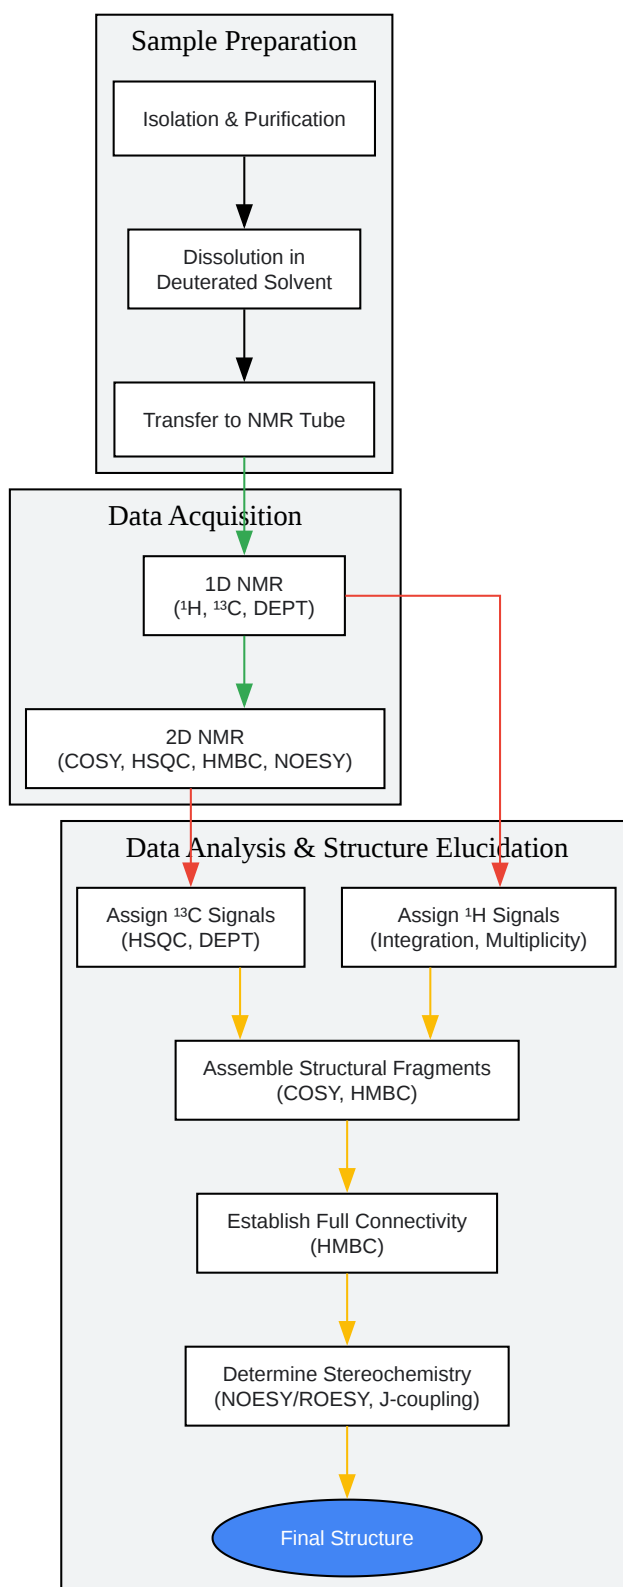 Sample Preparation
Isolation & Purification
Dissolution in
Deuterated Solvent
Transfer to NMR Tube
Data Acquisition
1D NMR
(¹H, ¹³C, DEPT)
2D NMR
(COSY, HSQC, HMBC, NOESY)
Data Analysis & Structure Elucidation
Assign ¹³C Signals
(HSQC, DEPT)
Assign ¹H Signals
(Integration, Multiplicity)
Assemble Structural Fragments
(COSY, HMBC)
Establish Full Connectivity
(HMBC)
Determine Stereochemistry
(NOESY/ROESY, J-coupling)
Final Structure